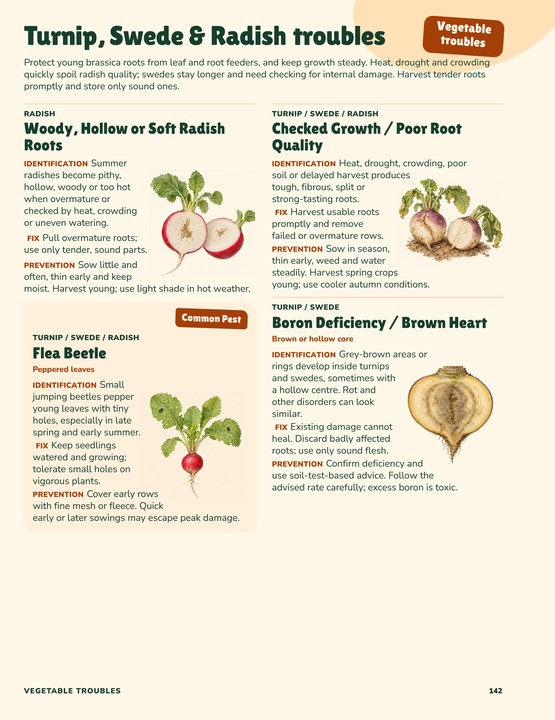 Turnip, Swede & Radish troubles
Vegetable
troubles
Protect young brassica roots from leaf and root feeders, and keep growth steady. Heat, drought and crowding
quickly spoil radish quality; swedes stay longer and need checking for internal damage. Harvest tender roots
promptly and store only sound ones.
RADISH
Woody, Hollow or Soft Radish
Roots
IDENTIFICATION Summer
radishes become pithy,
hollow, woody or too hot
when overmature or
checked by heat, crowding
or uneven watering.
FIX Pull overmature roots;
use only tender, sound parts.
PREVENTION Sow little and
often, thin early and keep
moist. Harvest young; use light shade in hot weather.
Common Pest
TURNIP / SWEDE / RADISH
Flea Beetle
Peppered leaves
IDENTIFICATION Small
jumping beetles pepper
young leaves with tiny
holes, especially in late
spring and early summer.
FIX Keep seedlings
watered and growing;
tolerate small holes on
vigorous plants.
PREVENTION Cover early rows
with fine mesh or fleece. Quick
early or later sowings may escape peak damage.
TURNIP / SWEDE / RADISH
Checked Growth / Poor Root
Quality
IDENTIFICATION Heat, drought, crowding, poor
soil or delayed harvest produces
tough, fibrous, split or
strong-tasting roots.
FIX Harvest usable roots
promptly and remove
failed or overmature rows.
PREVENTION Sow in season,
thin early, weed and water
steadily. Harvest spring crops
young; use cooler autumn conditions.
TURNIP / SWEDE
Boron Deficiency / Brown Heart
Brown or hollow core
IDENTIFICATION Grey-brown areas or
rings develop inside turnips
and swedes, sometimes with
a hollow centre. Rot and
other disorders can look
similar.
FIX Existing damage cannot
heal. Discard badly affected
roots; use only sound flesh.
PREVENTION Confirm deficiency and
use soil-test-based advice. Follow the
advised rate carefully; excess boron is toxic.
VEGETABLE TROUBLES
142